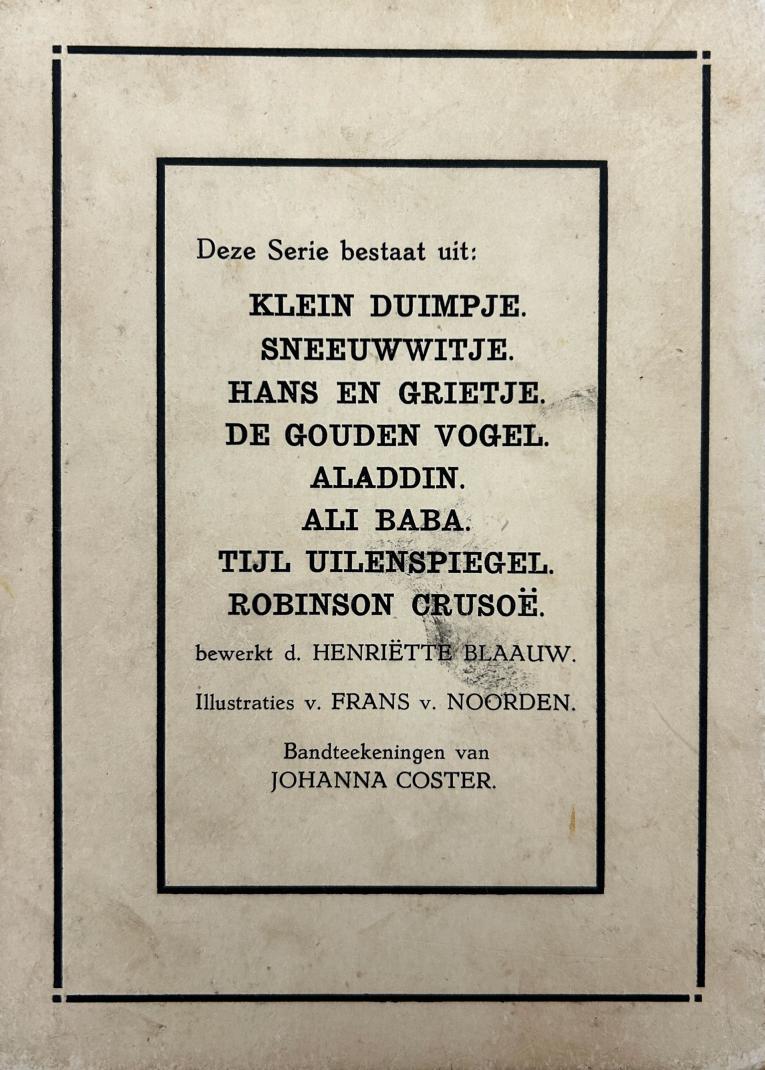 Deze Serie bestaat uit:
KLEIN DUIMPJE.
SNEEUWWITJE.
HANS EN GRIETJE.
DE GOUDEN VOGEL.
ALADDIN.
ALI BABA.
TIJL UILENSPIEGEL.
ROBINSON CRUSOË.
bewerkt d. HENRIËTTE BLAAUW.
Illustraties v. FRANS v. NOORDEN.
Bandteekeningen van
JOHANNA COSTER.